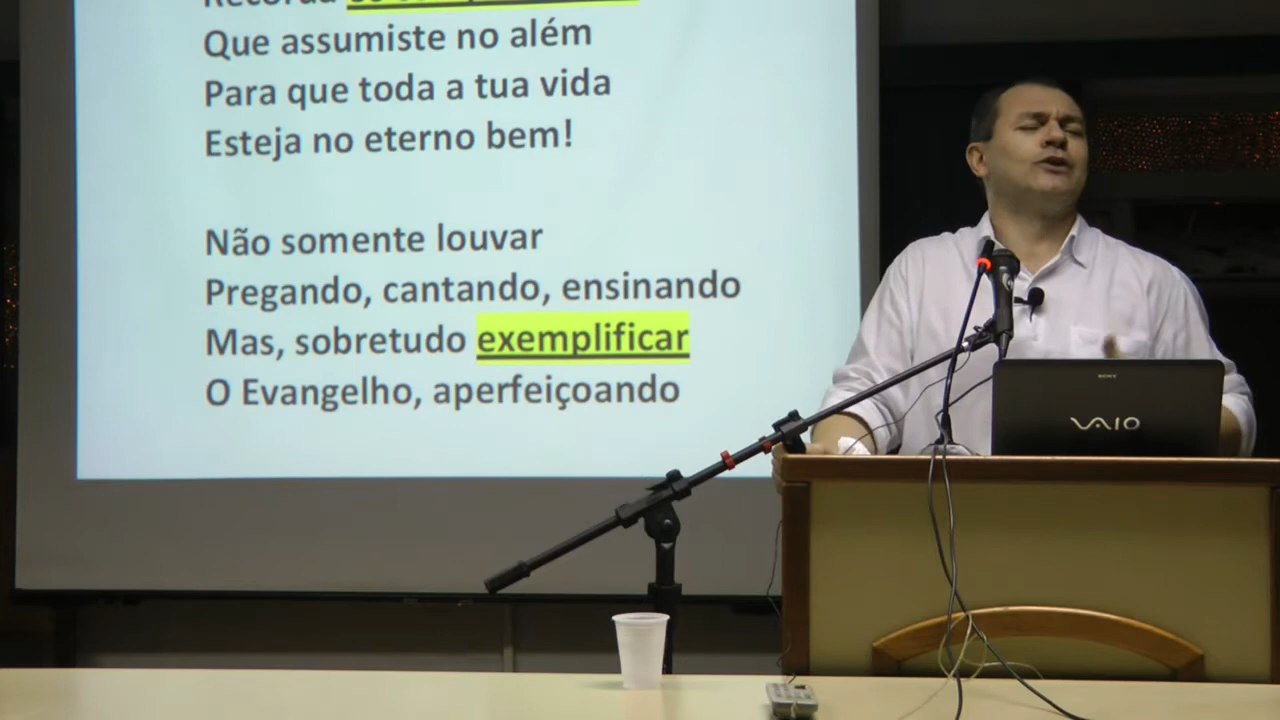 Que assumiste no além
Para que toda a tua vida
Esteja no eterno bem!
Não somente louvar
Pregando, cantando, ensinando
Mas, sobretudo exemplificar
O Evangelho, aperfeiçoando
SONY
VAIO